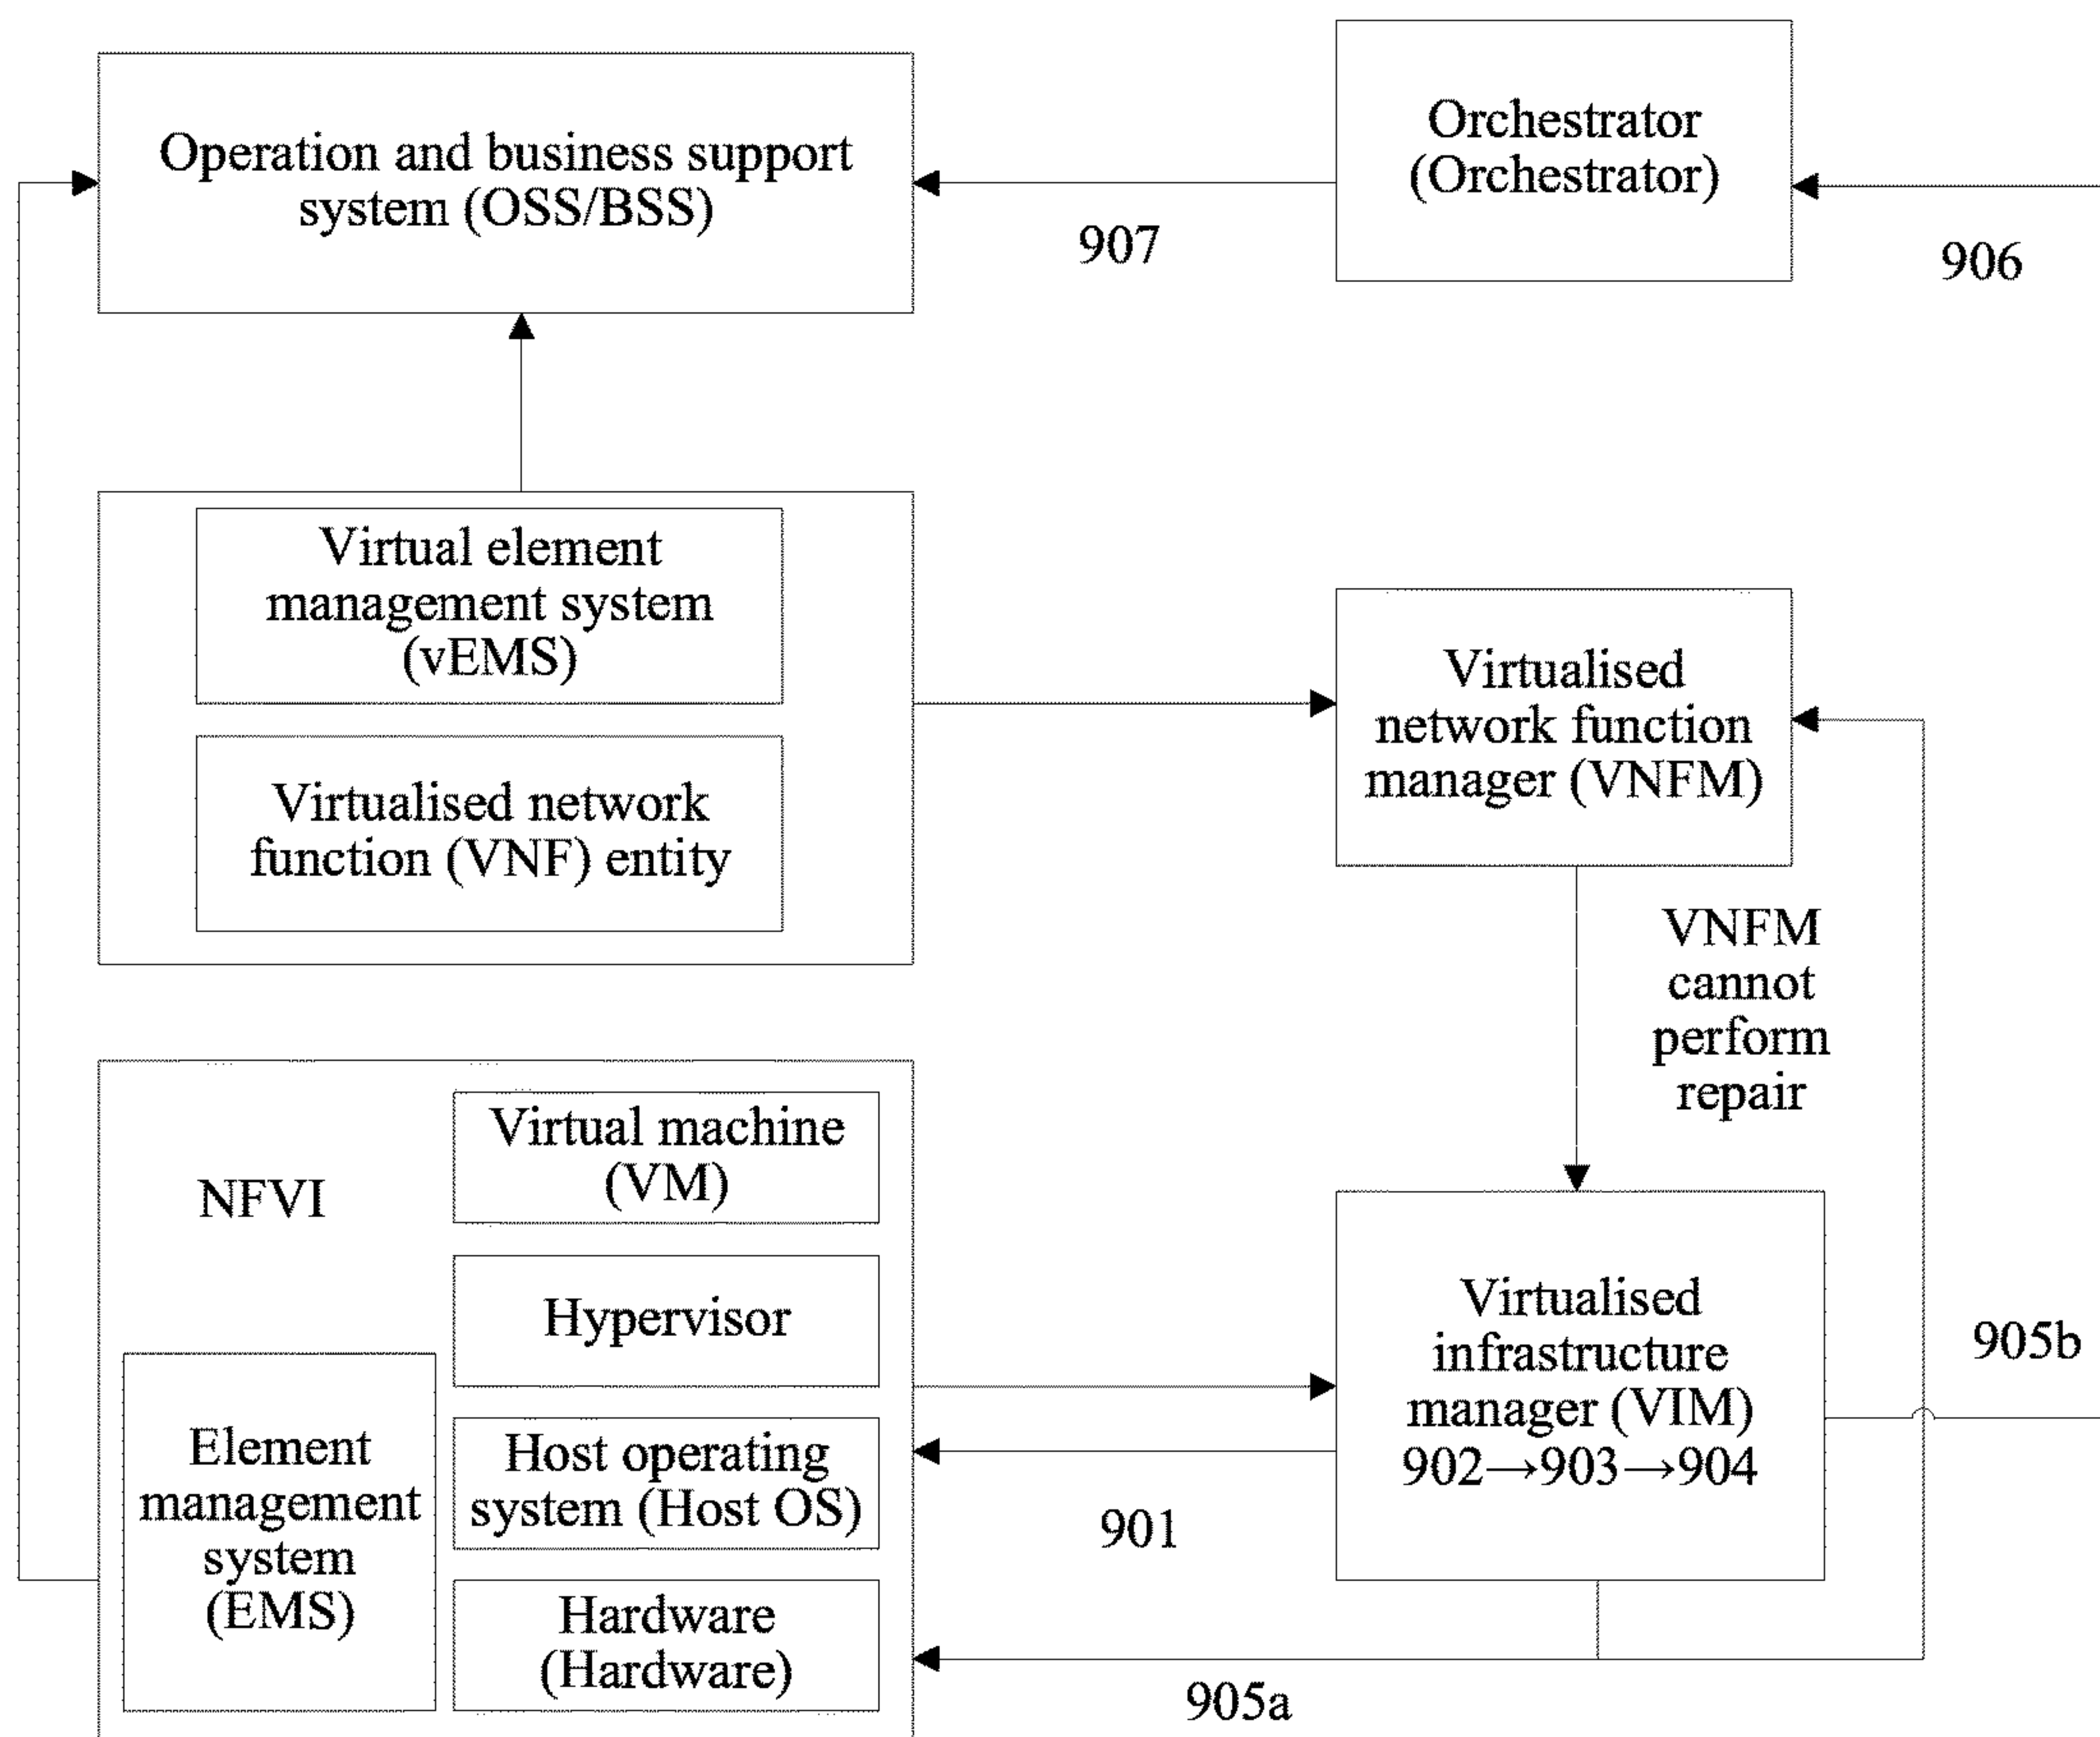 Operation and business support
system (OSS/BSS)
Orchestrator
(Orchestrator)
907
906
Virtual element
management system
(vEMS)
Virtualised network
function (VNF) entity
Virtualised
network function
manager (VNFM)
VNFM
cannot
perform
repair
NFVI
Virtual machine
(VM)
Hypervisor
Host operating
system (Host OS)
Hardware
(Hardware)
Element
management
system
(EMS)
Virtualised
infrastructure
manager (VIM)
902→903→904
901
905a
905b